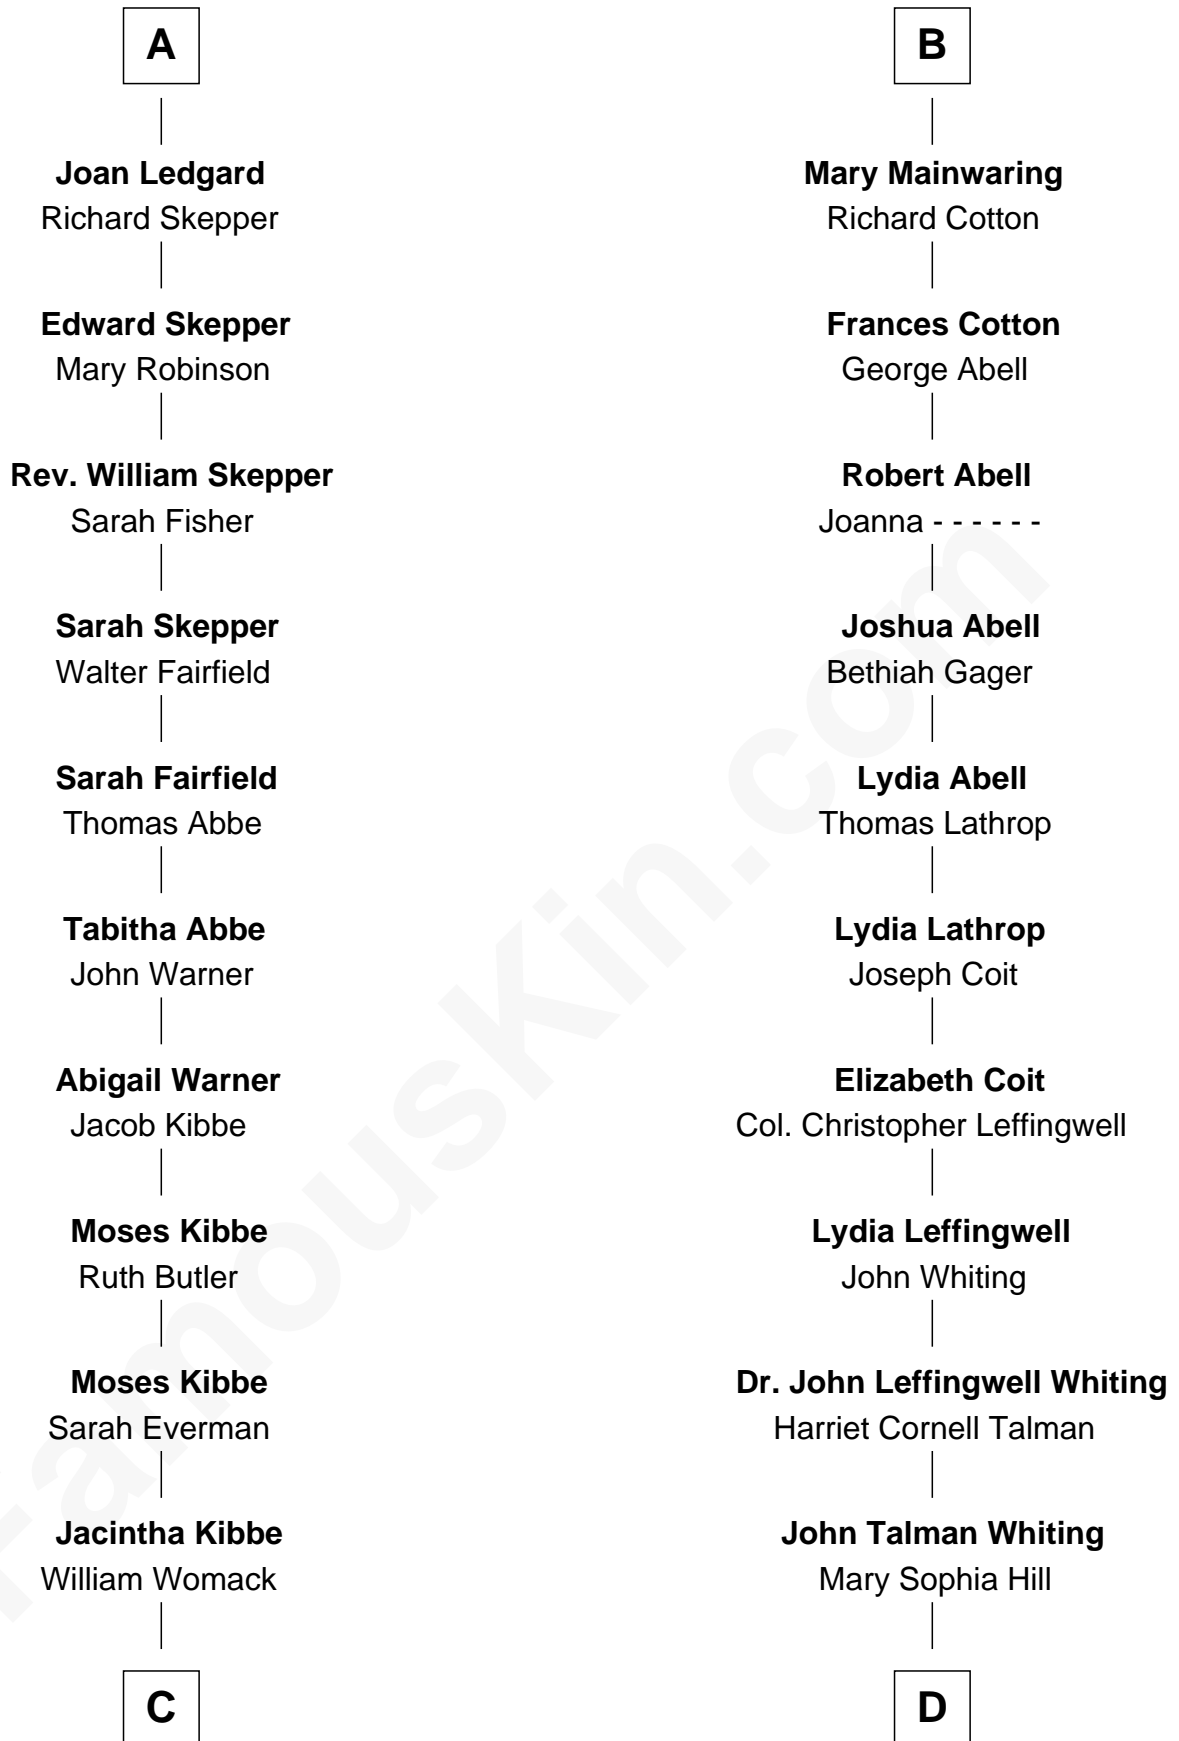 A
Joan Ledgard
Richard Skepper
Edward Skepper
Mary Robinson
Rev. William Skepper
Sarah Fisher
Sarah Skepper
Walter Fairfield
Sarah Fairfield
Thomas Abbe
Tabitha Abbe
John Warner
Abigail Warner
Jacob Kibbe
Moses Kibbe
Ruth Butler
Moses Kibbe
Sarah Everman
Jacintha Kibbe
William Womack
C
B
Mary Mainwaring
Richard Cotton
Frances Cotton
George Abell
Robert Abell
Joanna - - - - - -
Joshua Abell
Bethiah Gager
Lydia Abell
Thomas Lathrop
Lydia Lathrop
Joseph Coit
Elizabeth Coit
Col. Christopher Leffingwell
Lydia Leffingwell
John Whiting
Dr. John Leffingwell Whiting
Harriet Cornell Talman
John Talman Whiting
Mary Sophia Hill
D
FamousKin.com